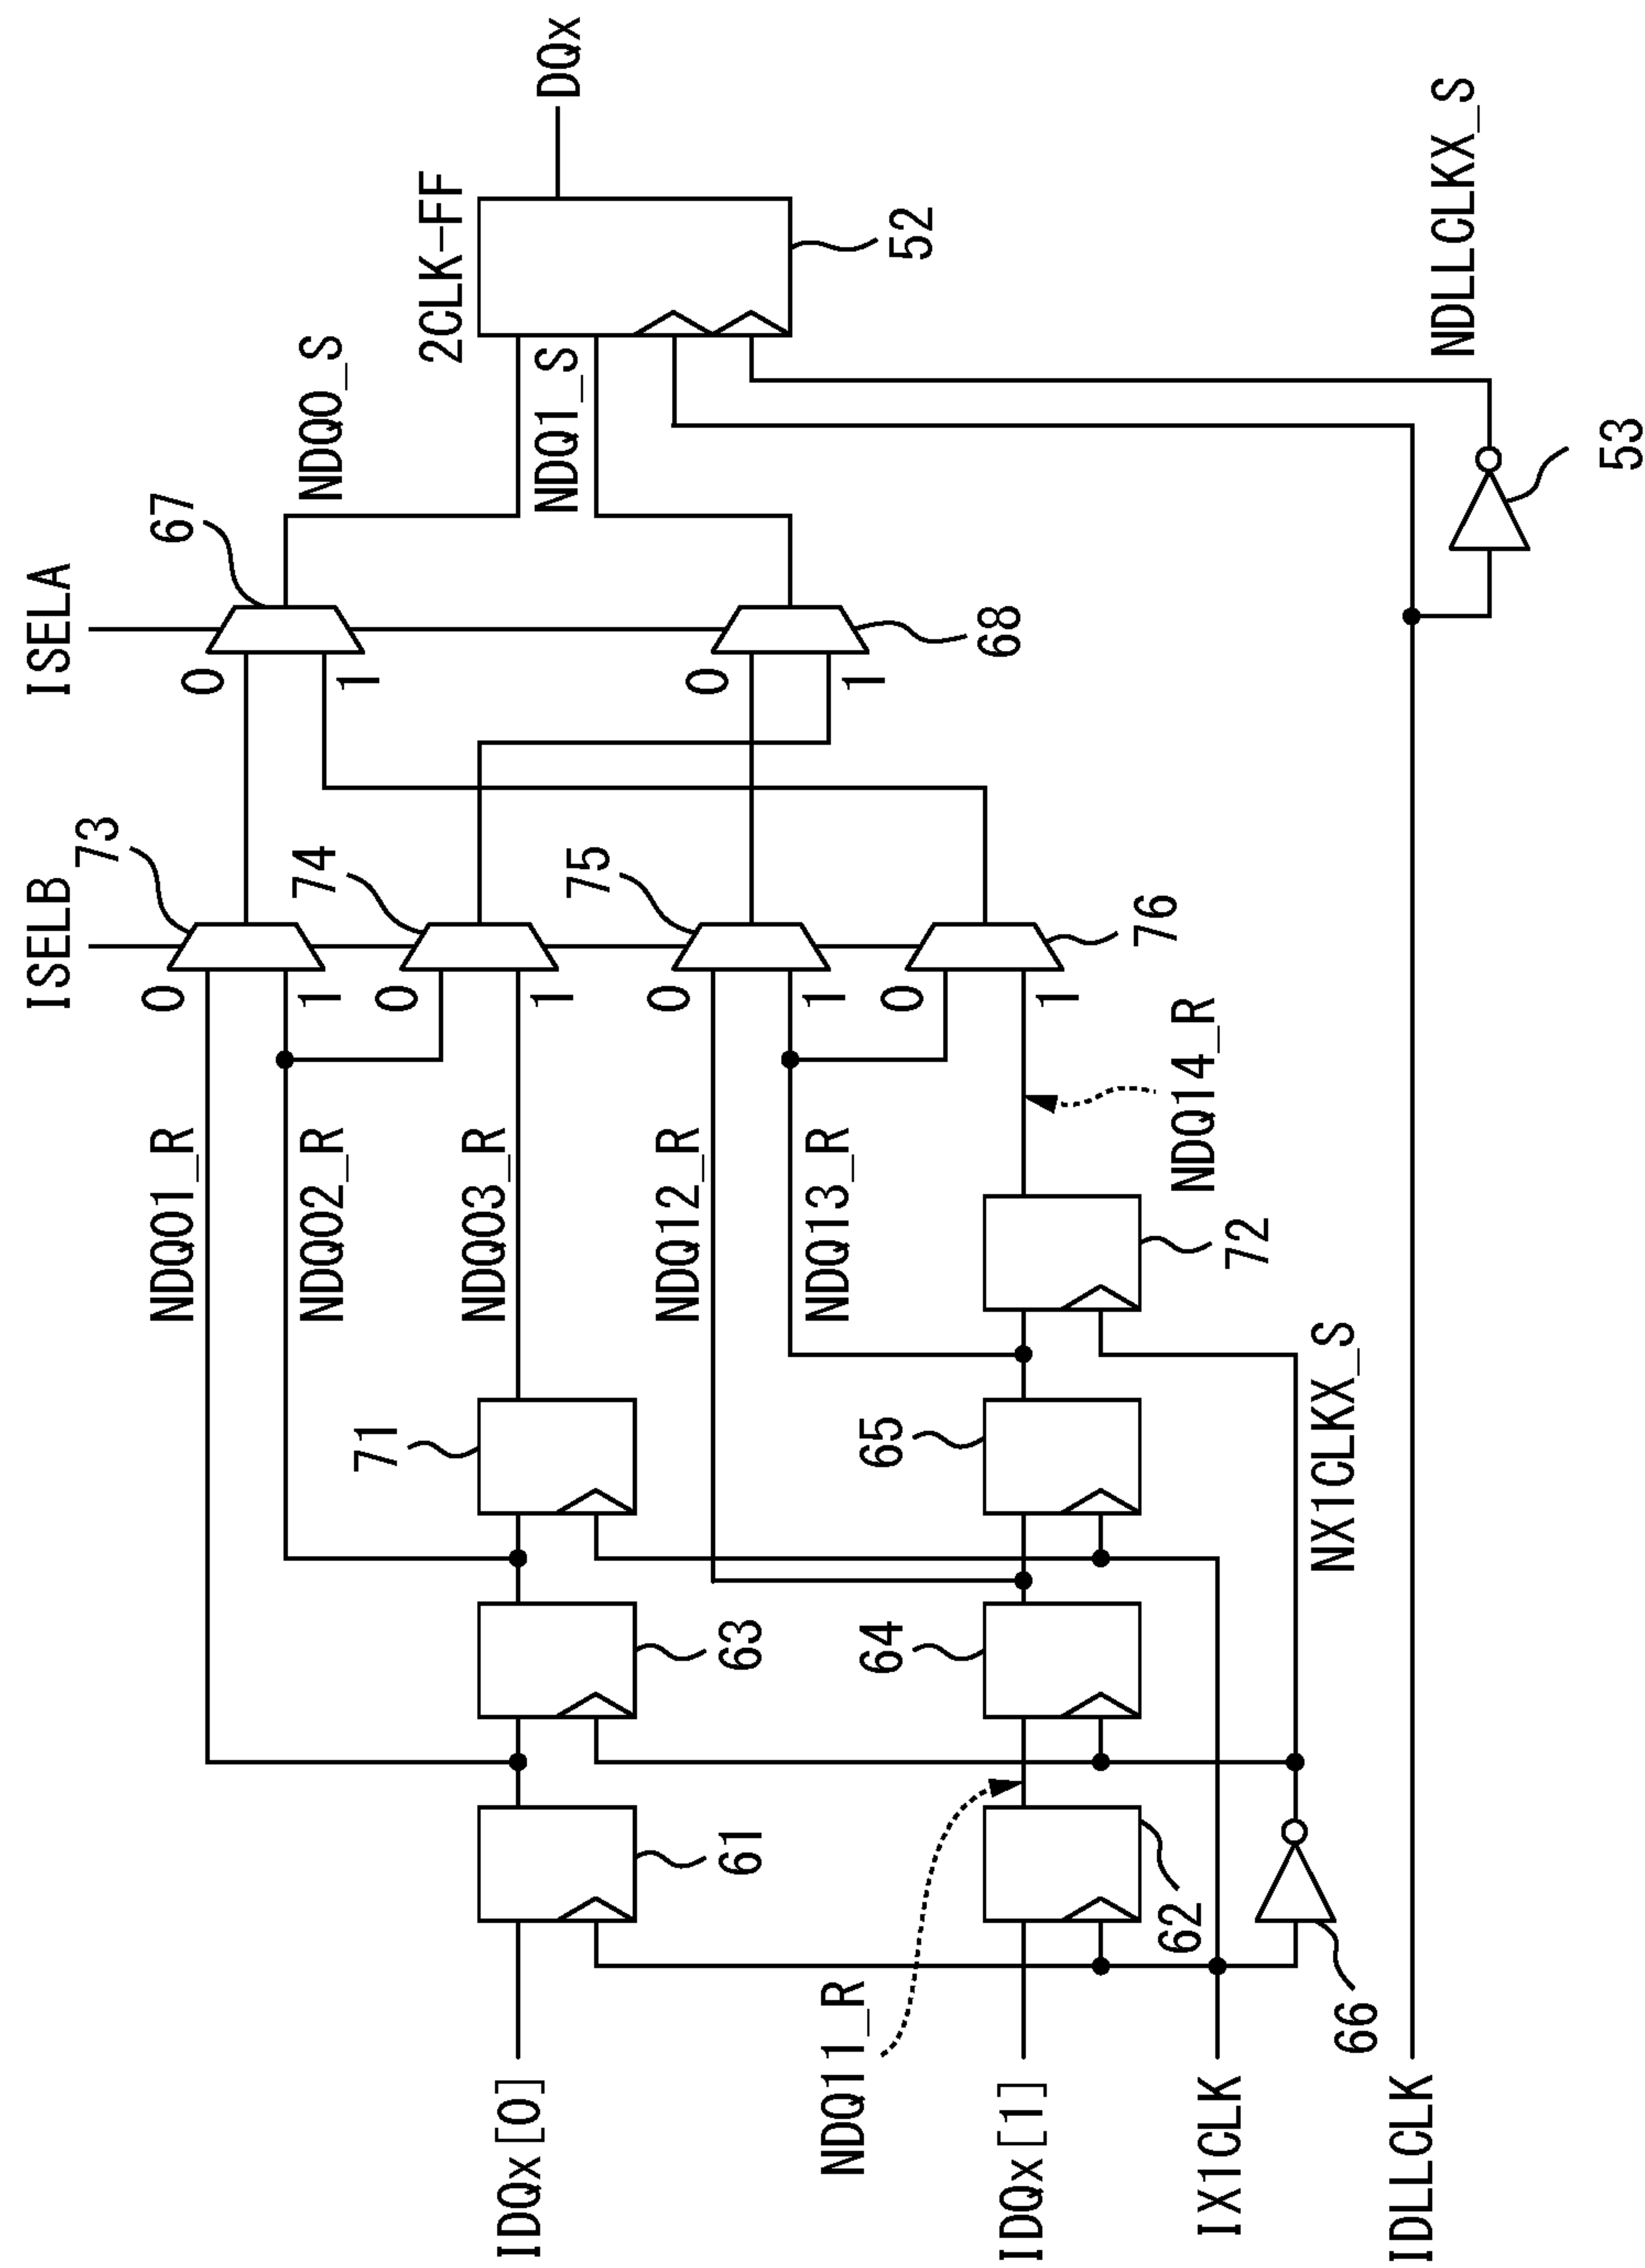 ISELB
ISELA
73
67
0
1
0
1
NDQ01_R
NDQ02_R
NDQ0_S
74
0
1
NDQ03_R
2CLK-FF
DQx
NDQ1_S
71
IDQx[0]
61
63
75
0
1
0
1
NDQ12_R
NDQ13_R
68
52
NDQ11_R
64
65
76
0
1
NDQ14_R
IDQx[1]
62
72
IX1CLK
66
NX1CLKX_S
IDLLCLK
NDLLCLKX_S
53